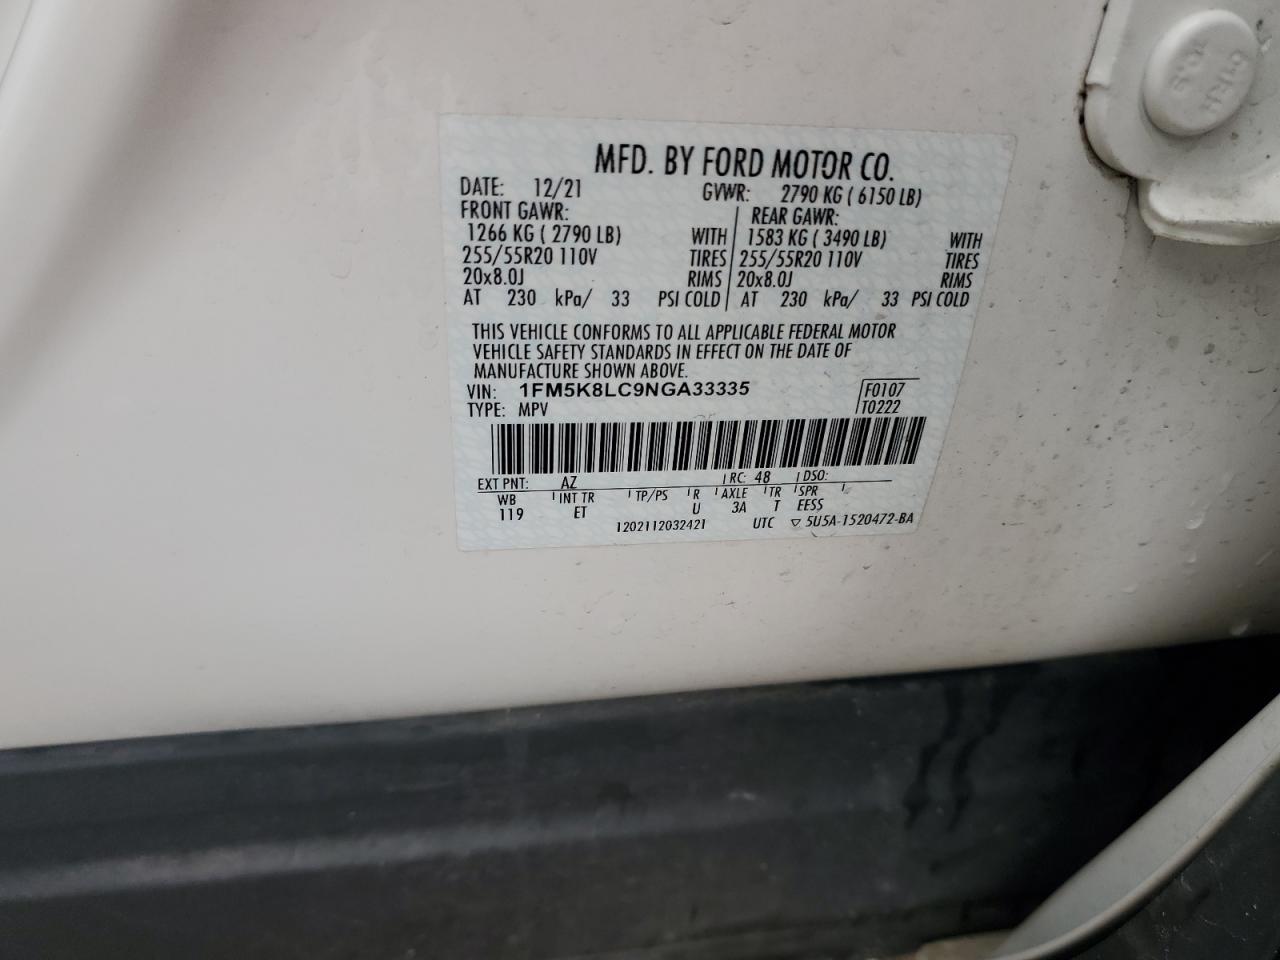 MFD. BY FORD MOTOR CO.
DATE: 12/21 GVWR: 2790 KG ( 6150 LB)
FRONT GAWR: REAR GAWR:
1266 KG ( 2790 LB) WITH 1583 KG ( 3490 LB) WITH
255/55R20 110V TIRES 255/55R20 110V TIRES
20x8.0J RIMS 20x8.0J RIMS
AT 230 kPa/ 33 PSI COLD AT 230 kPa/ 33 PSI COLD
THIS VEHICLE CONFORMS TO ALL APPLICABLE FEDERAL MOTOR
VEHICLE SAFETY STANDARDS IN EFFECT ON THE DATE OF
MANUFACTURE SHOWN ABOVE.
VIN: 1FM5K8LC9NGA33335 F0107
TYPE: MPV T0222
EXT PNT: AZ RC: 48 DSO:
WB INT TR TP/PS R AXLE TR SPR
119 ET U 3A T EESS
1202112032421 UTC ▽ 5U5A-1520472-BA
10.9